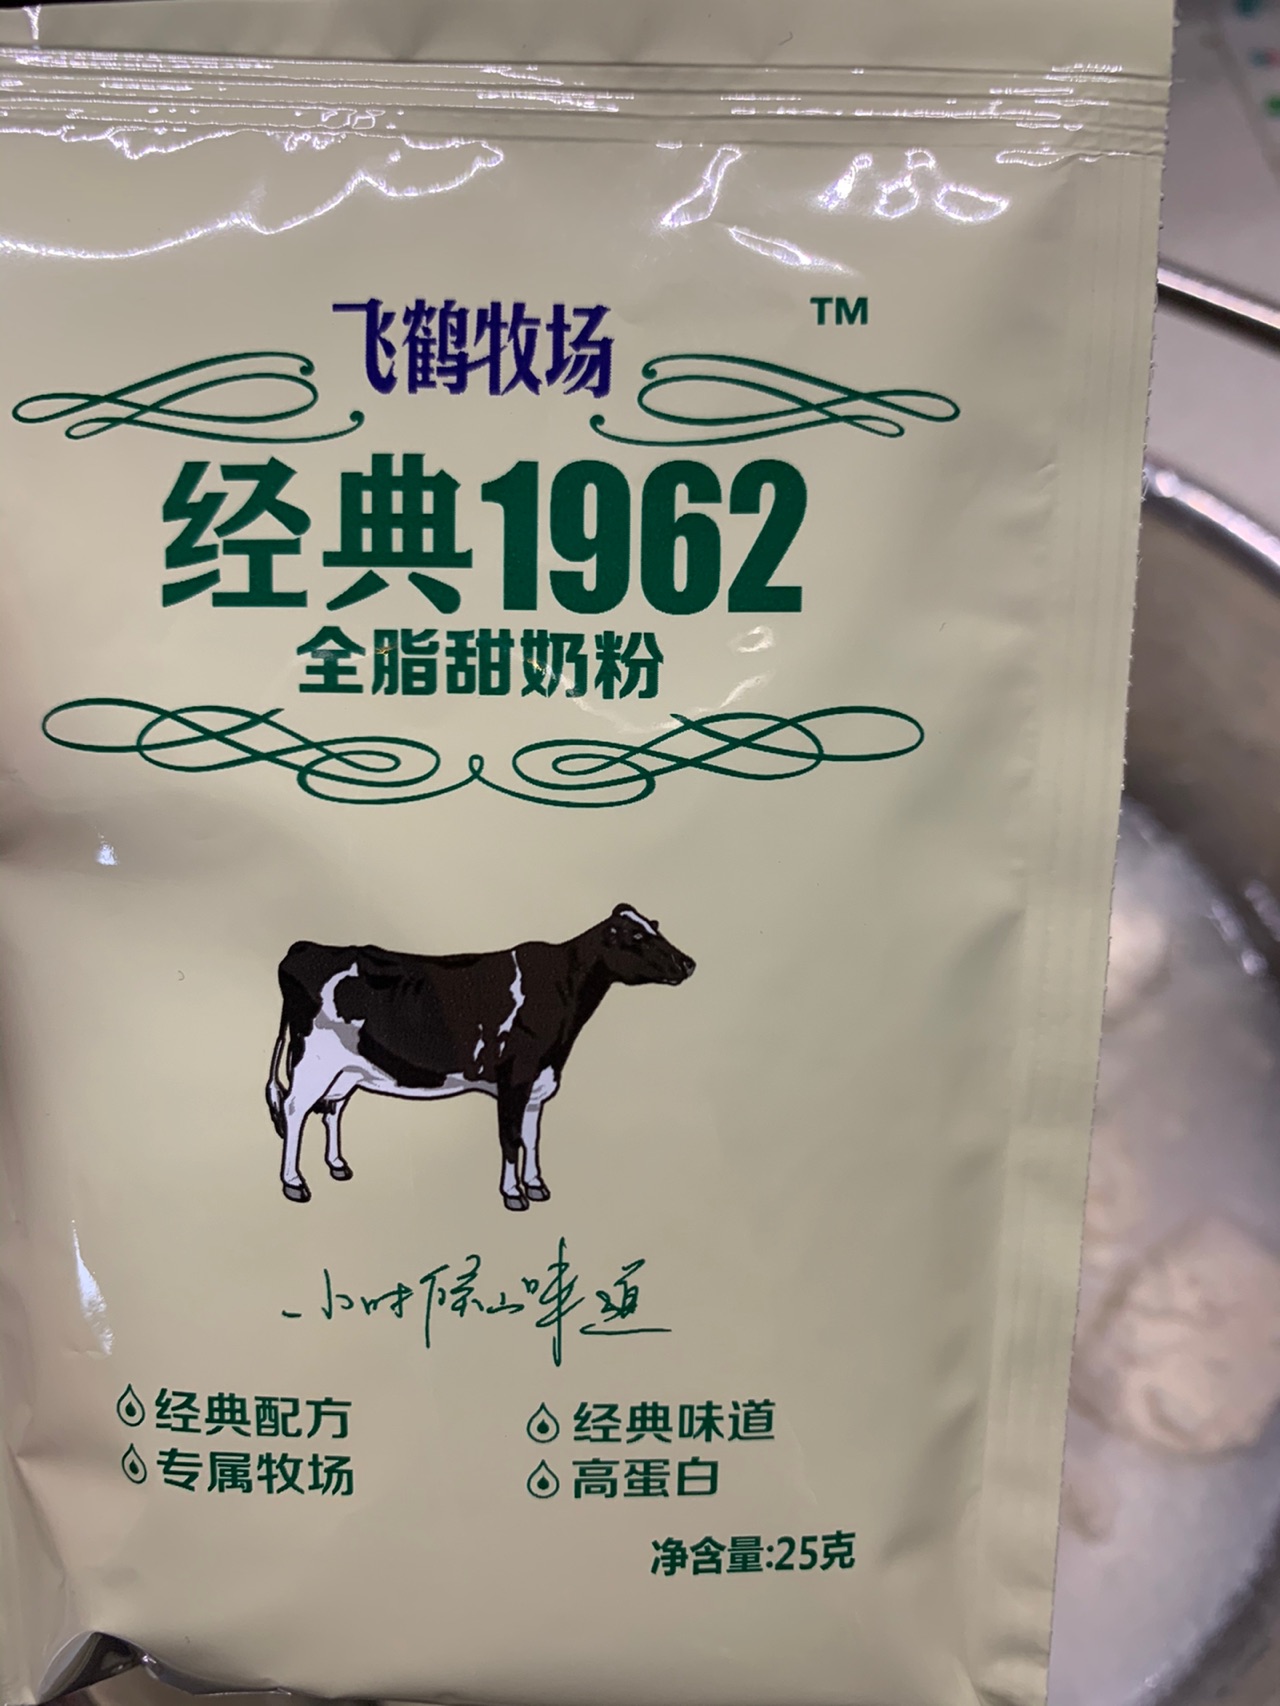 飞鹤牧场
TM
经典1962
全脂甜奶粉
小时候的味道
经典配方
经典味道
专属牧场
高蛋白
净含量:25克